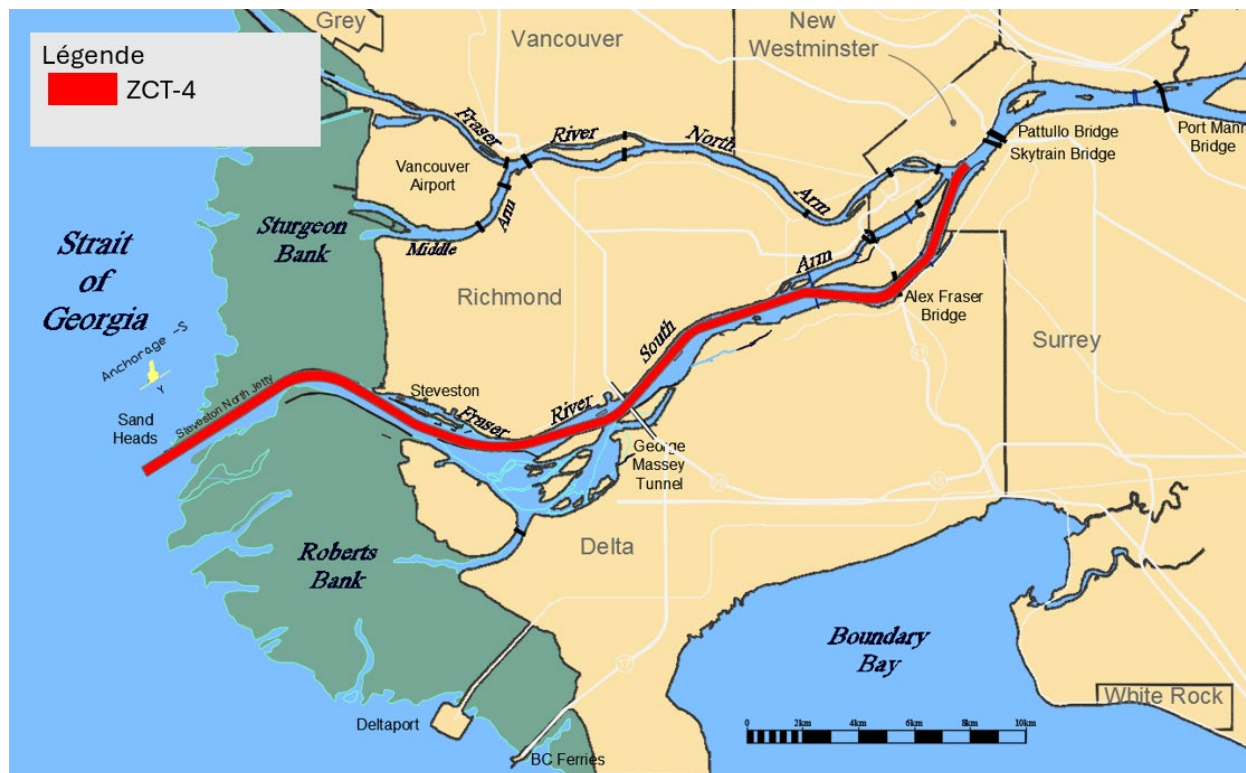 Légende
ZCT-4
Grey
Vancouver
New
Westminster
Pattullo Bridge
Skytrain Bridge
Port Mann
Bridge
Fraser
River
North
Arm
Vancouver
Airport
Arm
Middle
Sturgeon
Bank
Strait
of
Georgia
Anchorage -S
Y
Sand
Heads
Steveston North Jetty
Richmond
Arm
Alex Fraser
Bridge
Surrey
South
Steveston
Fraser
River
George
Massey
Tunnel
Delta
Roberts
Bank
Boundary
Bay
White Rock
Deltaport
BC Ferries
17
0 2km 4km 6km 8km 10km